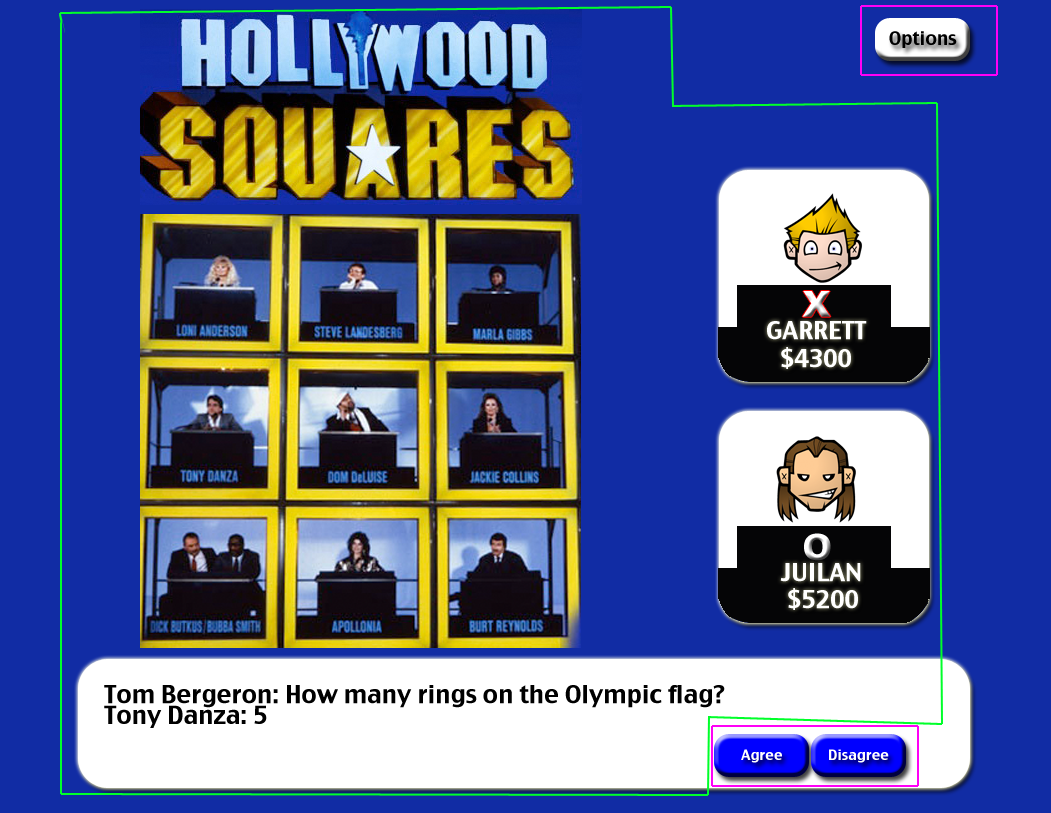 HOLLYWOOD
SQUARES
Options
LONI ANDERSON
STEVE LANDESBERG
MARLA GIBBS
X
GARRETT
$4300
TONY DANZA
DOM DeLUISE
JACKIE COLLINS
O
JUILAN
$5200
DICK BUTKUS/BUBBA SMITH
APOLLONIA
BURT REYNOLDS
Tom Bergeron: How many rings on the Olympic flag?
Tony Danza: 5
Agree
Disagree